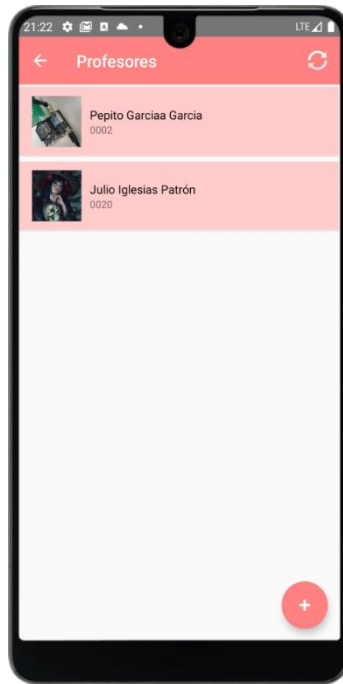 21:22 LTE
Profesores
Pepito Garciaa Garcia
0002
Julio Iglesias Patrón
0020
+